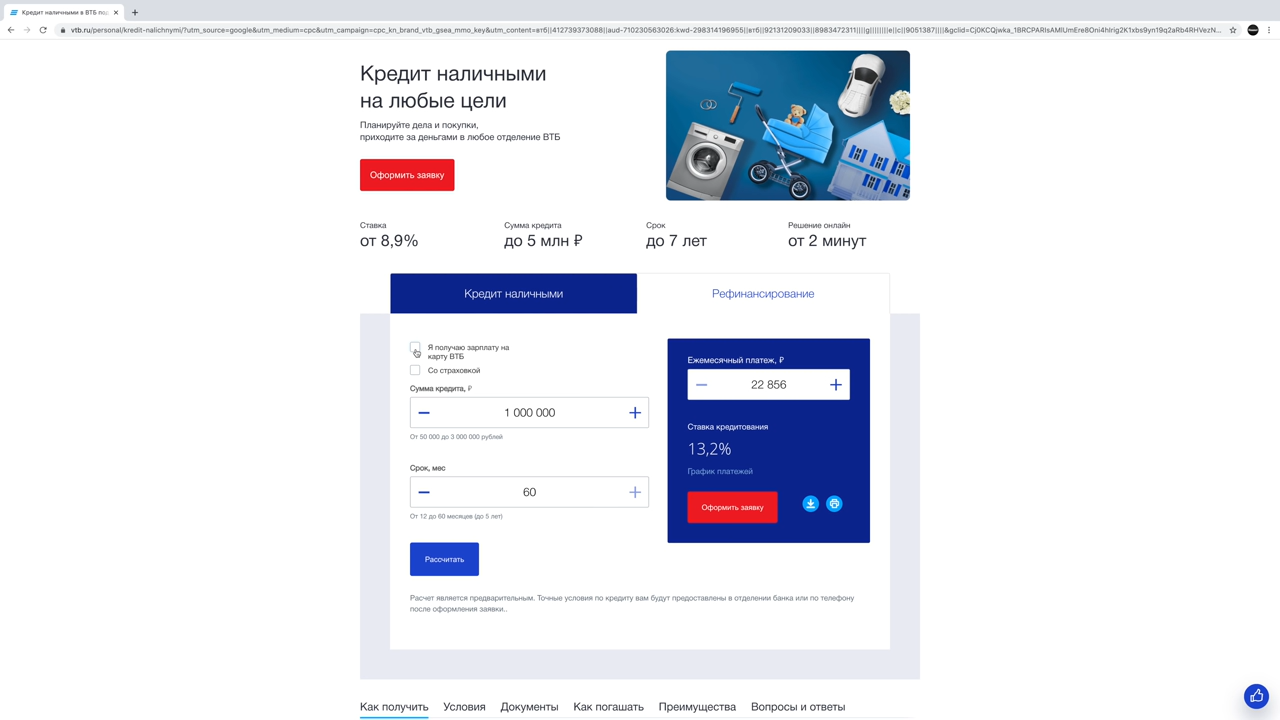 Кредит наличными в ВТБ под
vtb.ru/personal/kredit-nalichnymi/?utm_source=google&utm_medium=cpc&utm_campaign=cpc_kn_brand_vtb_gsea_mmo_key&utm_content=втб||412739373088||aud-710230563026:kwd-298314196955||втб||92131209033||8983472311||||g||||||||e||c||9051387||||&gclid=
Кредит наличными
на любые цели
Планируйте дела и покупки,
приходите за деньгами в любое отделение ВТБ
Оформить заявку
Ставка
от 8,9%
Сумма кредита
до 5 млн ₽
Срок
до 7 лет
Решение онлайн
от 2 минут
Кредит наличными
Рефинансирование
Я получаю зарплату на
карту ВТБ
Со страховкой
Сумма кредита, ₽
1 000 000
От 50 000 до 3 000 000 рублей
Срок, мес
60
От 12 до 60 месяцев (до 5 лет)
Рассчитать
Ежемесячный платеж, ₽
22 856
Ставка кредитования
13,2%
График платежей
Оформить заявку
Расчет является предварительным. Точные условия по кредиту вам будут предоставлены в отделении банка или по телефону
после оформления заявки..
Как получить
Условия
Документы
Как погашать
Преимущества
Вопросы и ответы